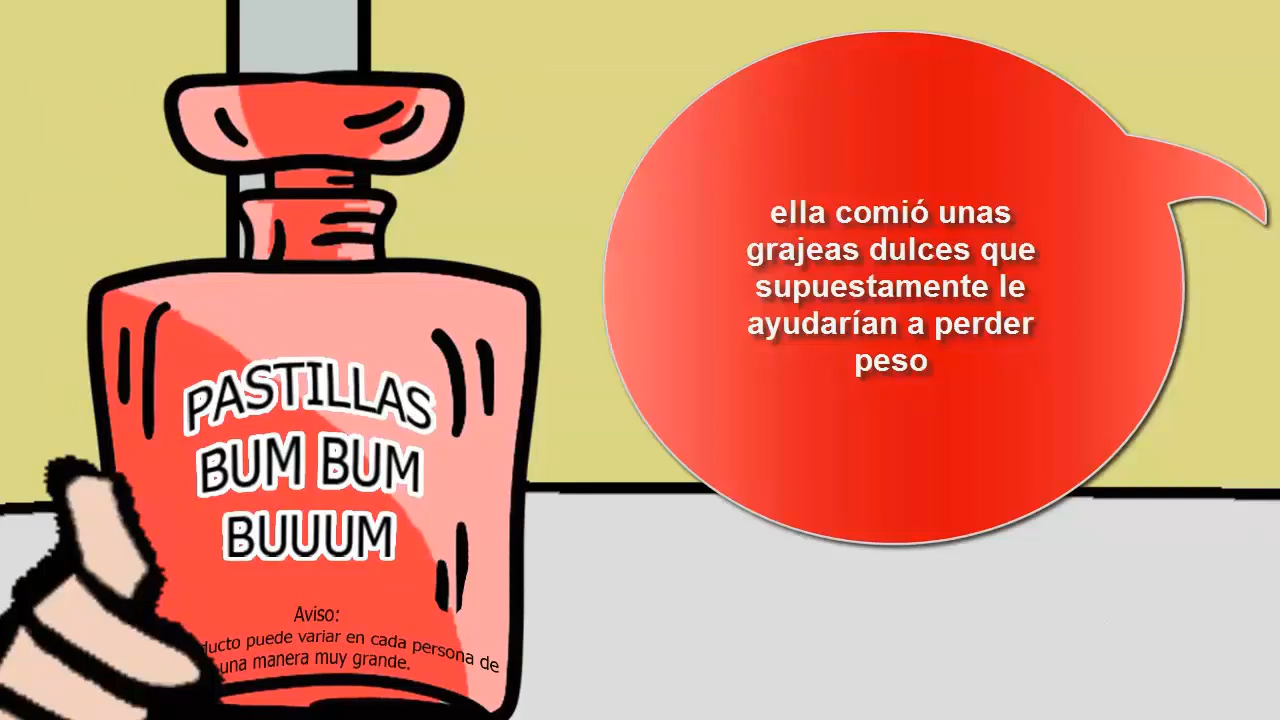 PASTILLAS
BUM BUM
BUUUM
Aviso:
puede variar en cada persona de
una manera muy grande.
ella comió unas
grajeas dulces que
supuestamente le
ayudarían a perder
peso